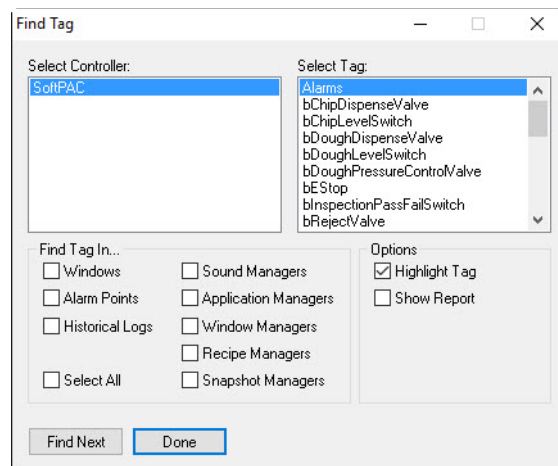 Find Tag
Select Controller:
SoftPAC
Select Tag:
Alarms
bChipDispenseValve
bChipLevelSwitch
bDoughDispenseValve
bDoughLevelSwitch
bDoughPressureControlValve
bEStop
bInspectionPassFailSwitch
bRejectValve
Find Tag In...
Windows
Sound Managers
Alarm Points
Application Managers
Historical Logs
Window Managers
Recipe Managers
Select All
Snapshot Managers
Options
Highlight Tag
Show Report
Find Next
Done